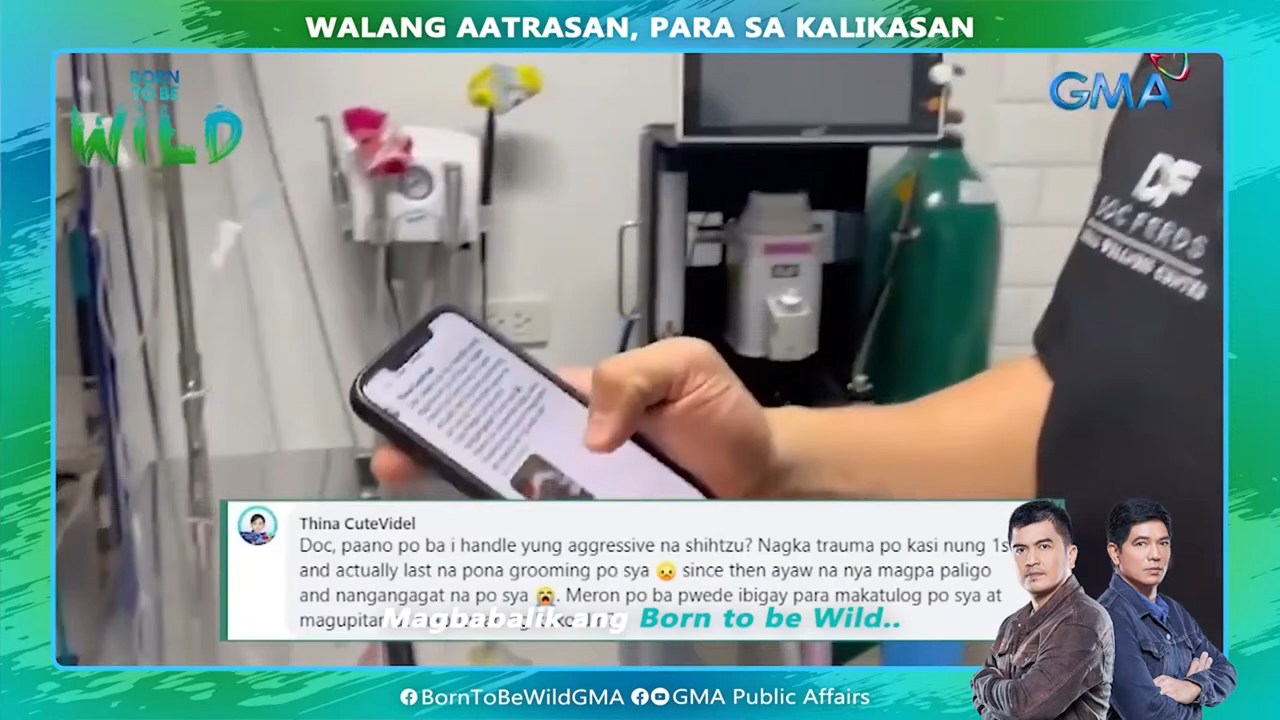 WALANG AATRASAN, PARA SA KALIKASAN
BORN
TO BE
WILD
GMA
DF
DOC FERDS
Thina CuteVidel
Doc, paano po ba i handle yung aggressive na shihtzu? Nagka trauma po kasi nung
and actually last na pona grooming po sya 🙁 since then ayaw na nya magpa paligo
and nangangagat na po sya 😭. Meron po ba pwede ibigay para makatulog po sya at
Magbabalik ang Born to be Wild..
BornToBeWildGMA GMA Public Affairs